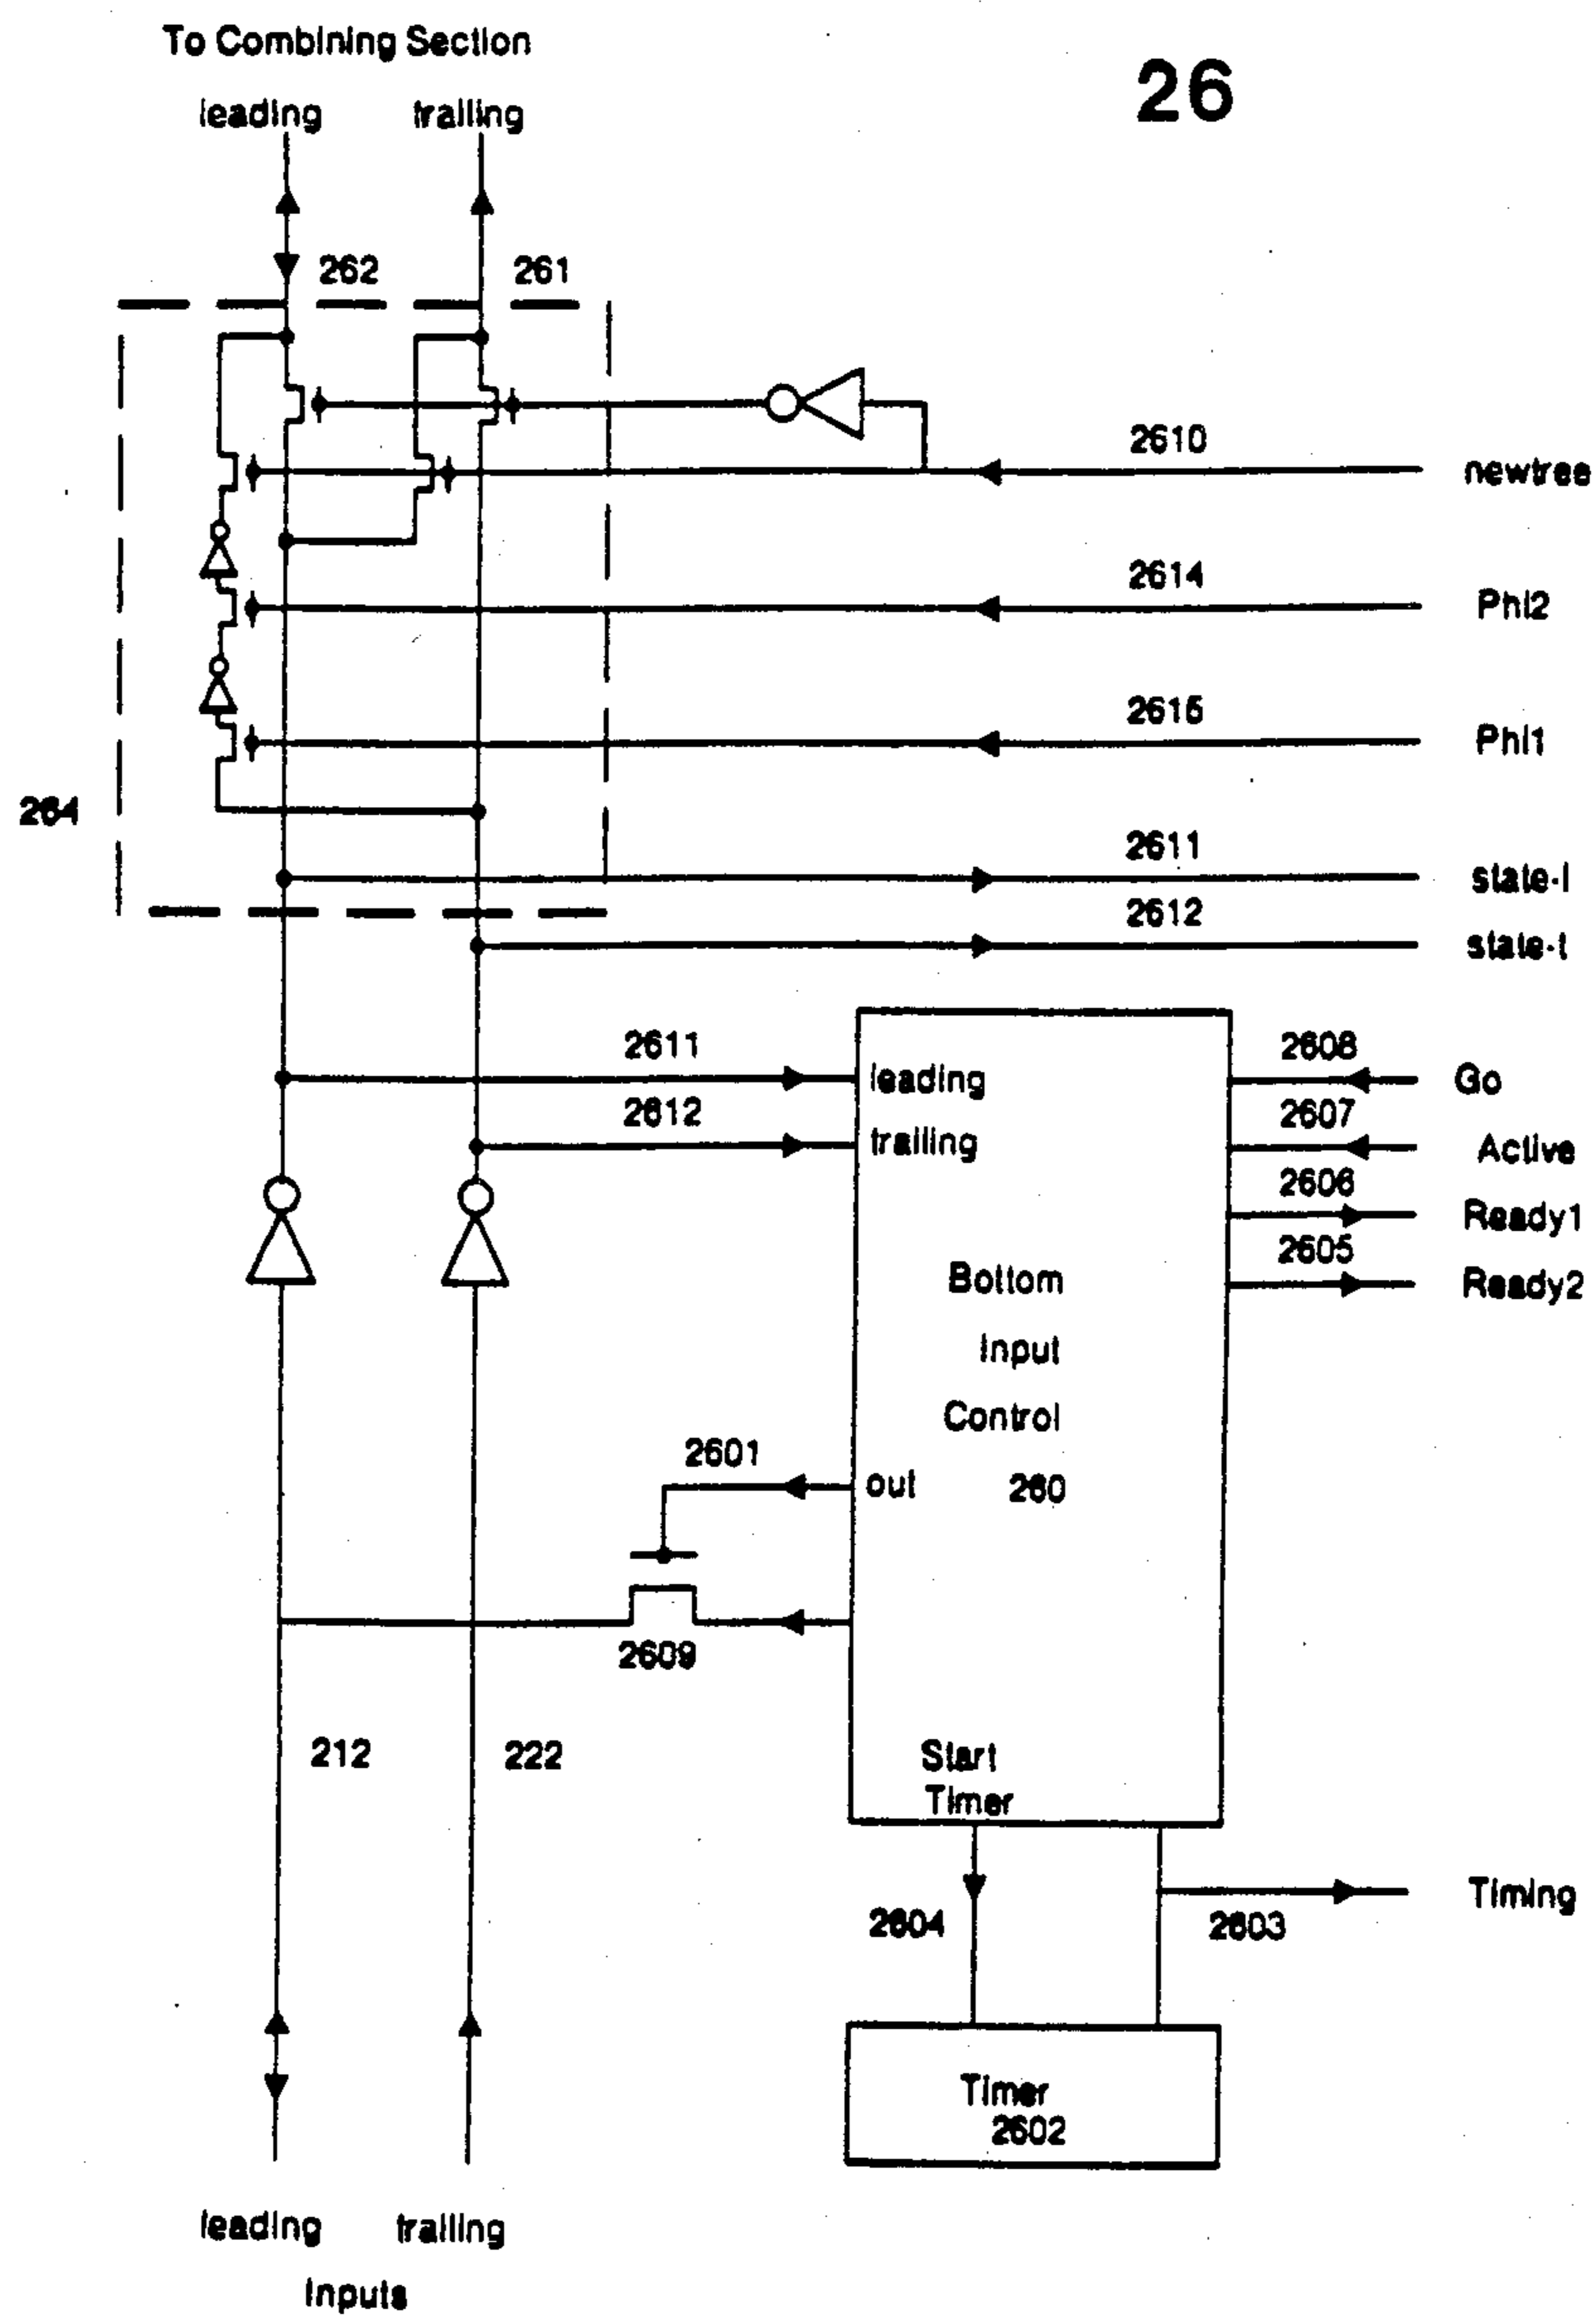 To Combining Section
26
leading trailing
262 261
2610
newtree
2614
Phi2
2615
Phi1
264
2611
state-l
2612
state-t
2611
2608
leading
Go
2612
2607
trailing
Active
2606
Ready1
2605
Bottom
Ready2
Input
Control
2601
out
260
2609
212 222
Start
Timer
Timing
2604 2603
Timer
2602
leading trailing
Inputs